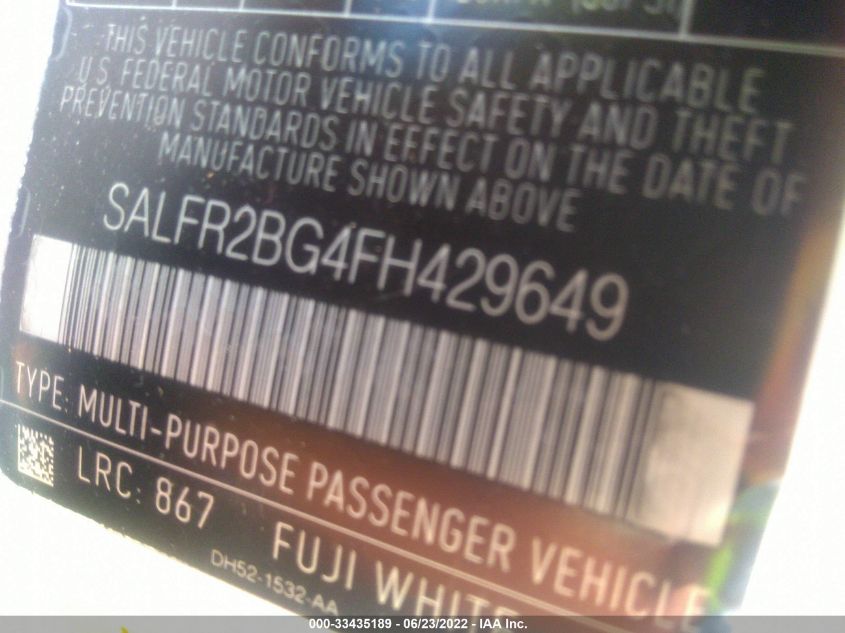 THIS VEHICLE CONFORMS TO ALL APPLICABLE
U.S. FEDERAL MOTOR VEHICLE SAFETY AND THEFT
PREVENTION STANDARDS IN EFFECT ON THE DATE OF
MANUFACTURE SHOWN ABOVE
SALFR2BG4FH429649
TYPE: MULTI-PURPOSE PASSENGER VEHICLE
LRC: 867
FUJI WHITE
DH52-1532-AA
000-33435189 - 06/23/2022 - IAA Inc.